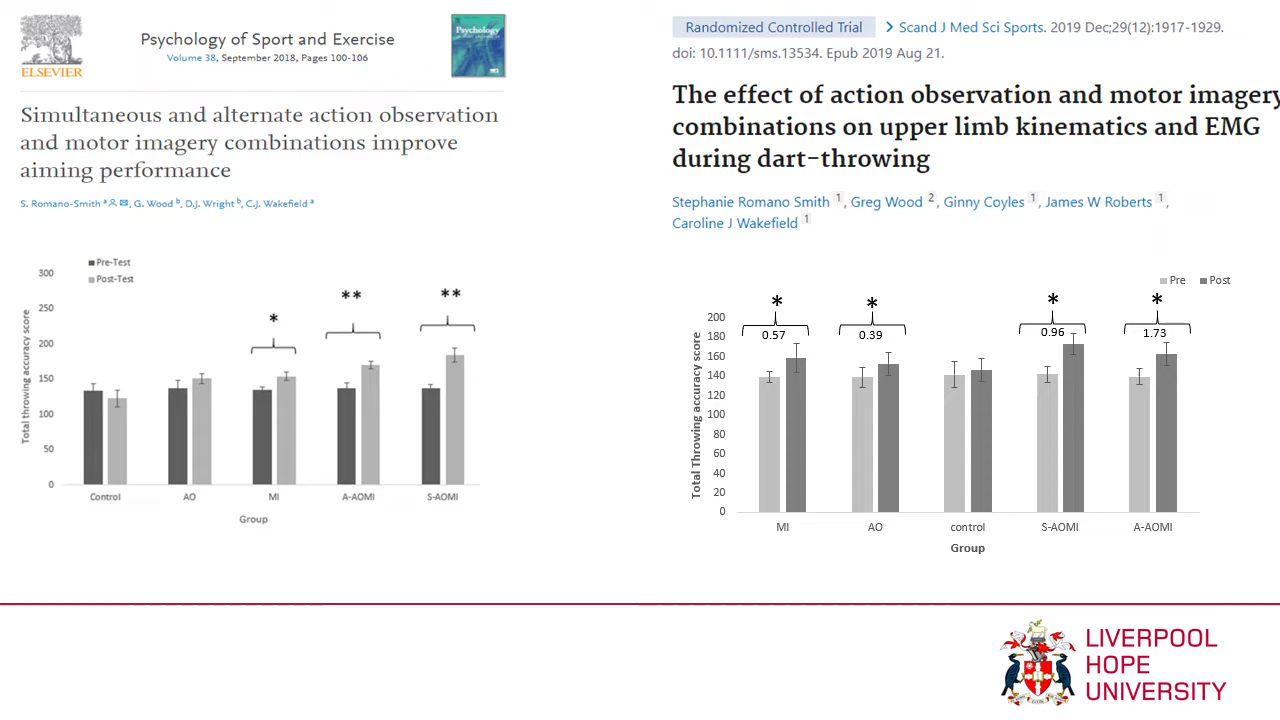 ELSEVIER
Psychology of Sport and Exercise
Volume 38, September 2018, Pages 100-106
Psychology
Simultaneous and alternate action observation
and motor imagery combinations improve
aiming performance
S. Romano-Smith a, G. Wood b, D.J. Wright b, C.J. Wakefield a
Pre-Test
Post-Test
Total throwing accuracy score
300
250
200
150
100
50
0
*
**
**
Control AO MI A-AOMI S-AOMI
Group
Randomized Controlled Trial > Scand J Med Sci Sports. 2019 Dec;29(12):1917-1929.
doi: 10.1111/sms.13534. Epub 2019 Aug 21.
The effect of action observation and motor imagery
combinations on upper limb kinematics and EMG
during dart-throwing
Stephanie Romano Smith 1, Greg Wood 2, Ginny Coyles 1, James W Roberts 1,
Caroline J Wakefield 1
Pre Post
* * * *
0.57 0.39 0.96 1.73
Total Throwing accuracy score
200
180
160
140
120
100
80
60
40
20
0
MI AO control S-AOMI A-AOMI
Group
LIVERPOOL
HOPE
UNIVERSITY